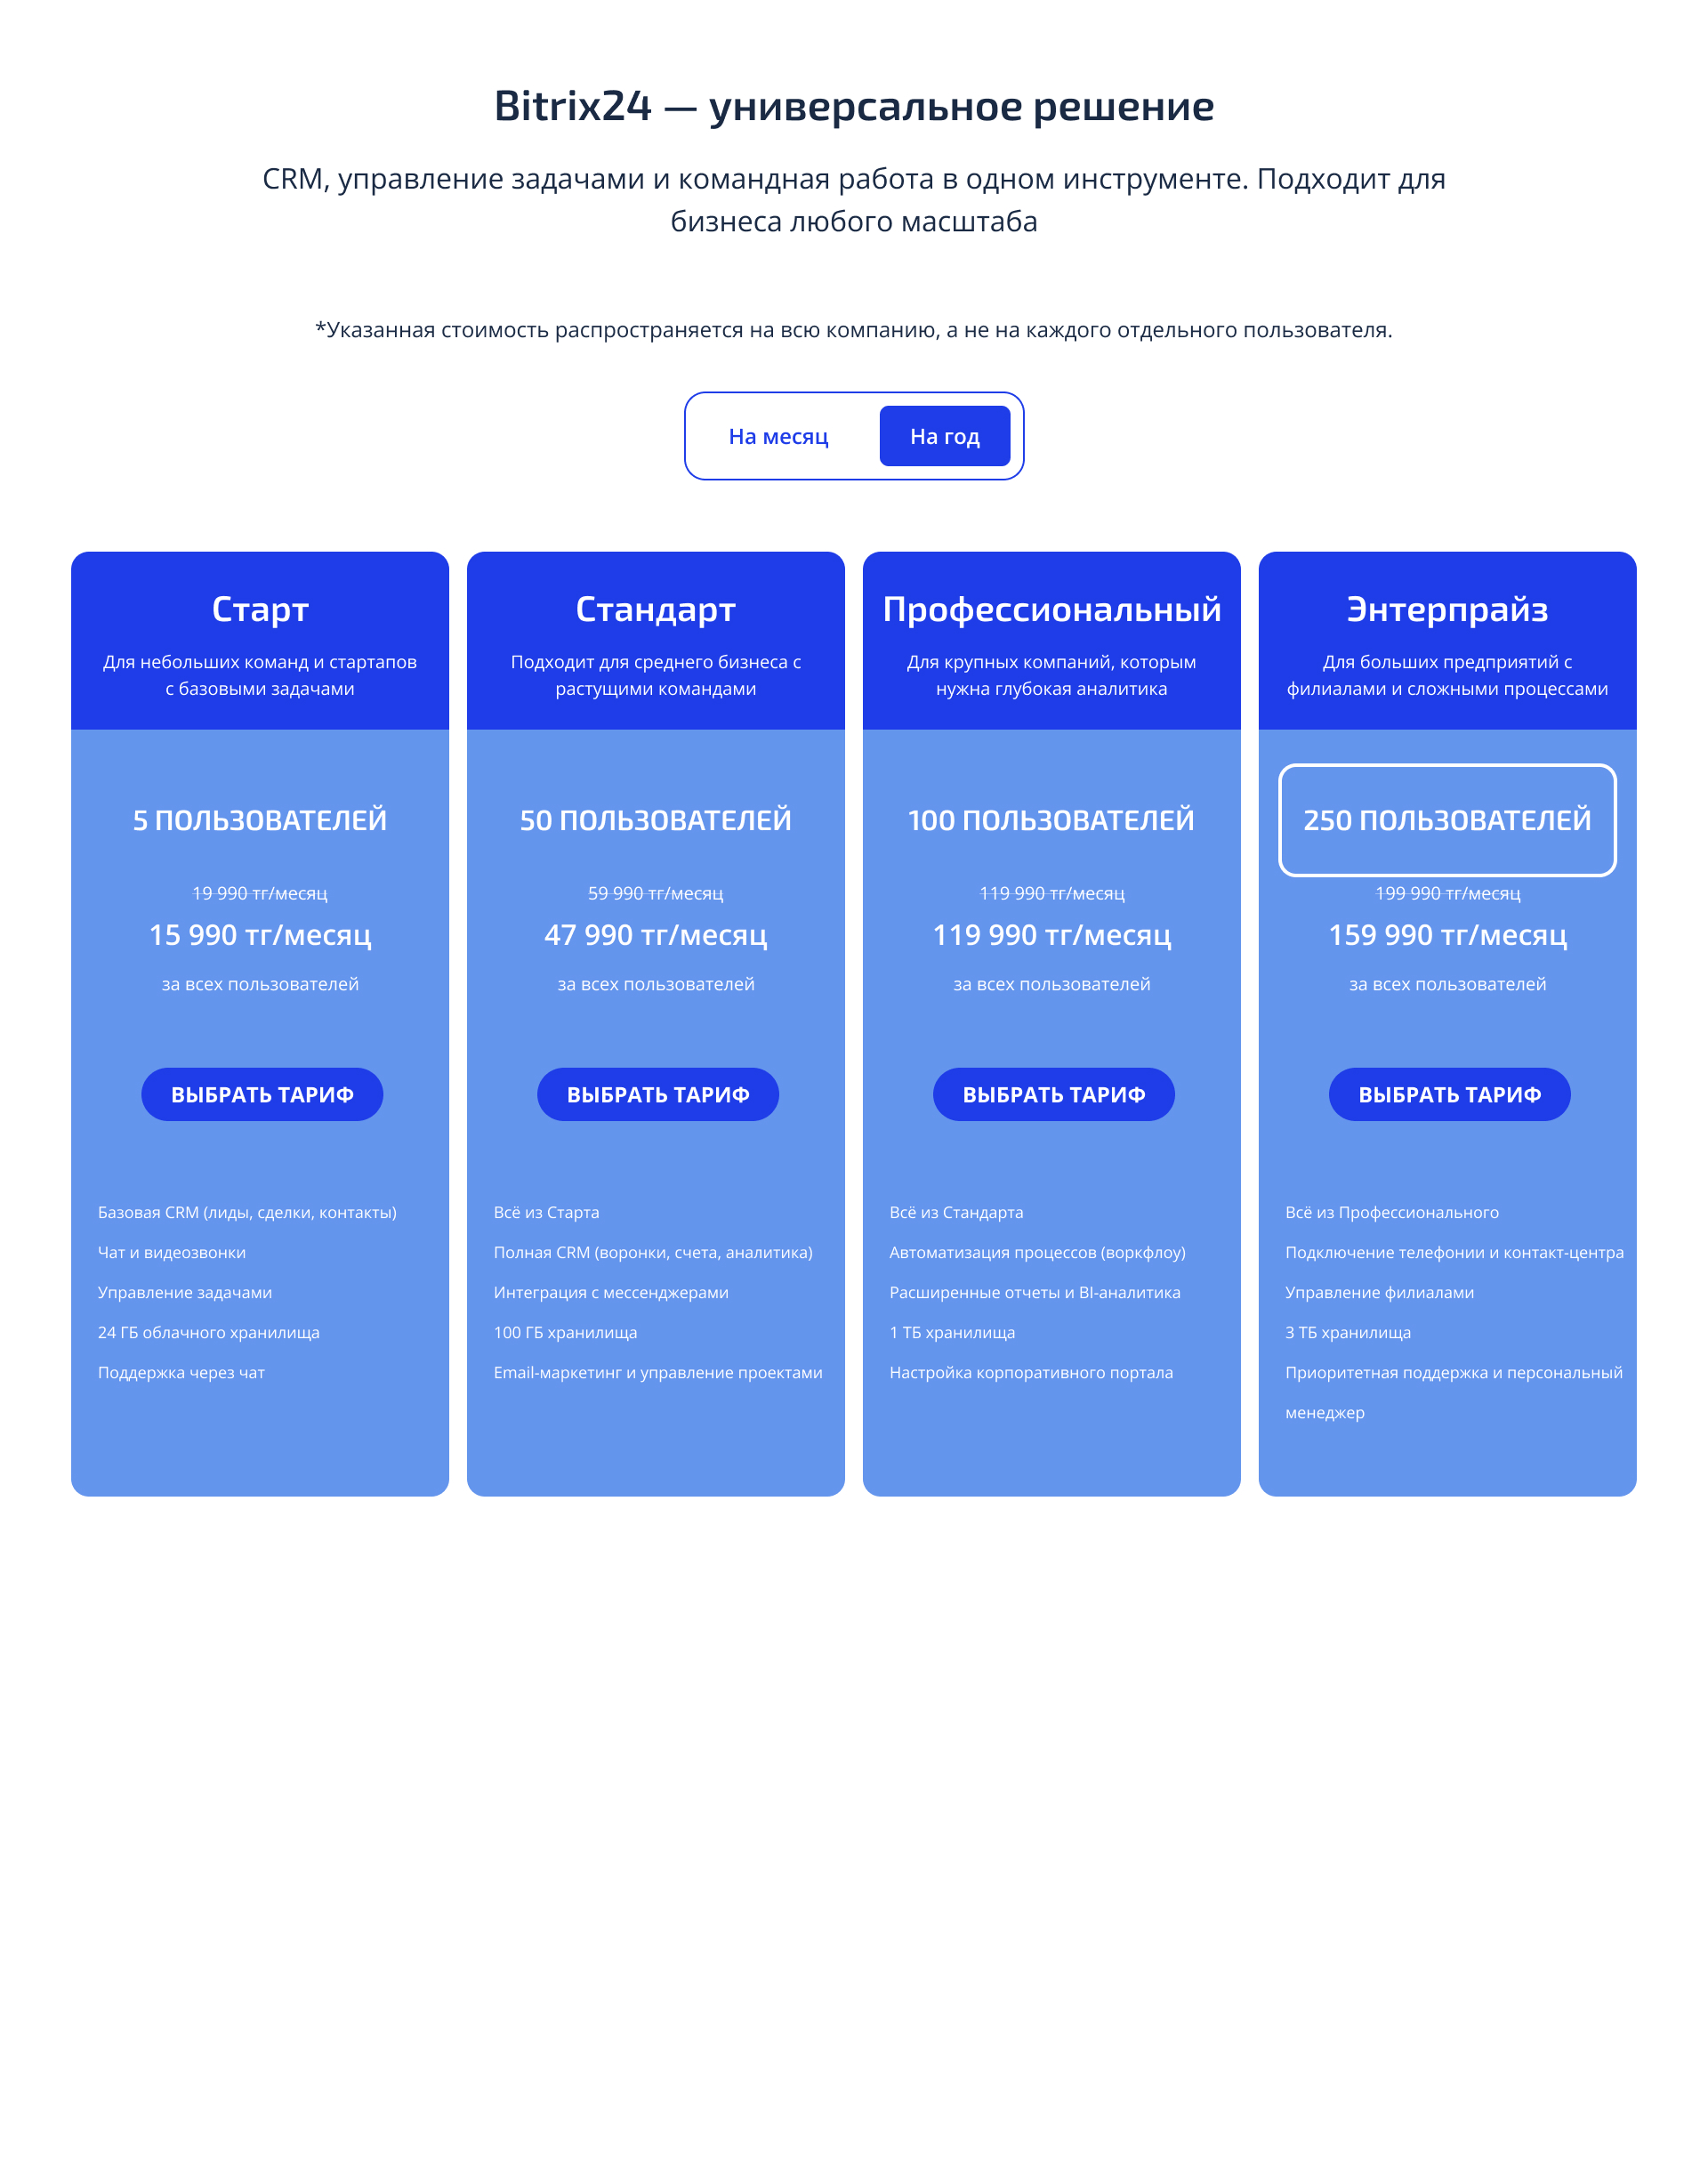 Bitrix24 — универсальное решение
CRM, управление задачами и командная работа в одном инструменте. Подходит для
бизнеса любого масштаба
*Указанная стоимость распространяется на всю компанию, а не на каждого отдельного пользователя.
На месяц
На год
Старт
Для небольших команд и стартапов
с базовыми задачами
5 ПОЛЬЗОВАТЕЛЕЙ
19 990 тг/месяц
15 990 тг/месяц
за всех пользователей
ВЫБРАТЬ ТАРИФ
Базовая CRM (лиды, сделки, контакты)
Чат и видеозвонки
Управление задачами
24 ГБ облачного хранилища
Поддержка через чат
Стандарт
Подходит для среднего бизнеса с
растущими командами
50 ПОЛЬЗОВАТЕЛЕЙ
59 990 тг/месяц
47 990 тг/месяц
за всех пользователей
ВЫБРАТЬ ТАРИФ
Всё из Старта
Полная CRM (воронки, счета, аналитика)
Интеграция с мессенджерами
100 ГБ хранилища
Email-маркетинг и управление проектами
Профессиональный
Для крупных компаний, которым
нужна глубокая аналитика
100 ПОЛЬЗОВАТЕЛЕЙ
119 990 тг/месяц
119 990 тг/месяц
за всех пользователей
ВЫБРАТЬ ТАРИФ
Всё из Стандарта
Автоматизация процессов (воркфлоу)
Расширенные отчеты и BI-аналитика
1 ТБ хранилища
Настройка корпоративного портала
Энтерпрайз
Для больших предприятий с
филиалами и сложными процессами
250 ПОЛЬЗОВАТЕЛЕЙ
199 990 тг/месяц
159 990 тг/месяц
за всех пользователей
ВЫБРАТЬ ТАРИФ
Всё из Профессионального
Подключение телефонии и контакт-центра
Управление филиалами
3 ТБ хранилища
Приоритетная поддержка и персональный
менеджер